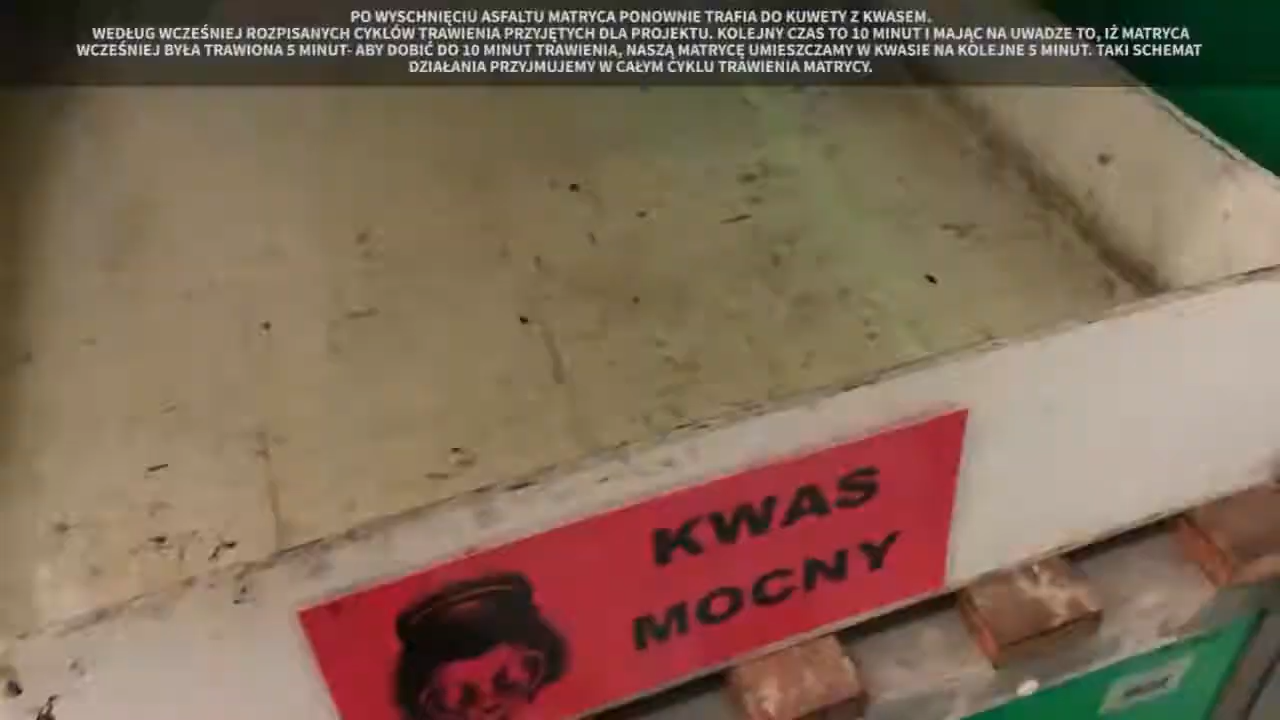 PO WYSCHNIĘCIU ASFALTU MATRYCA PONOWNIE TRAFIA DO KUWETY Z KWASEM.
WEDŁUG WCZEŚNIEJ ROZPISANYCH CYKLÓW TRAWIENIA PRZYJĘTYCH DLA PROJEKTU. KOLEJNY CZAS TO 10 MINUT I MAJĄC NA UWADZE TO, IŻ MATRYCA
WCZEŚNIEJ BYŁA TRAWIONA 5 MINUT- ABY DOBIĆ DO 10 MINUT TRAWIENIA, NASZĄ MATRYCĘ UMIESZCZAMY W KWASIE NA KOLEJNE 5 MINUT. TAKI SCHEMAT
DZIAŁANIA PRZYJMUJEMY W CAŁYM CYKLU TRAWIENIA MATRYCY.
KWAS
MOCNY